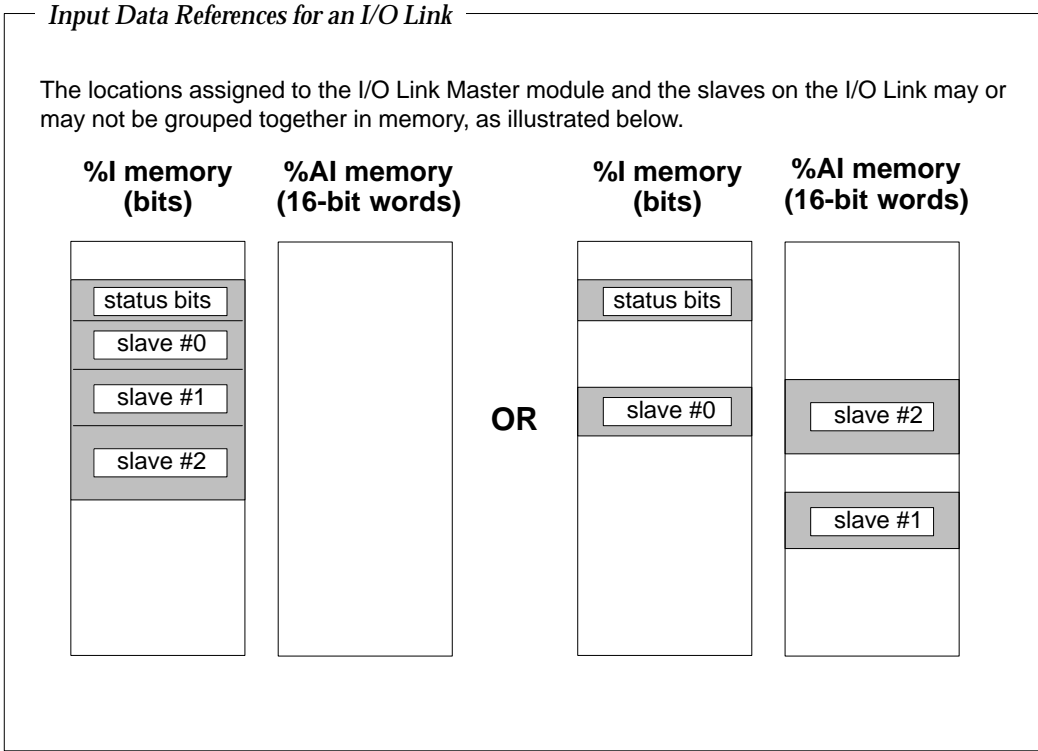 Input Data References for an I/O Link
The locations assigned to the I/O Link Master module and the slaves on the I/O Link may or
may not be grouped together in memory, as illustrated below.
%I memory
(bits)
%AI memory
(16-bit words)
%I memory
(bits)
%AI memory
(16-bit words)
status bits
slave #0
slave #1
slave #2
OR
status bits
slave #0
slave #2
slave #1